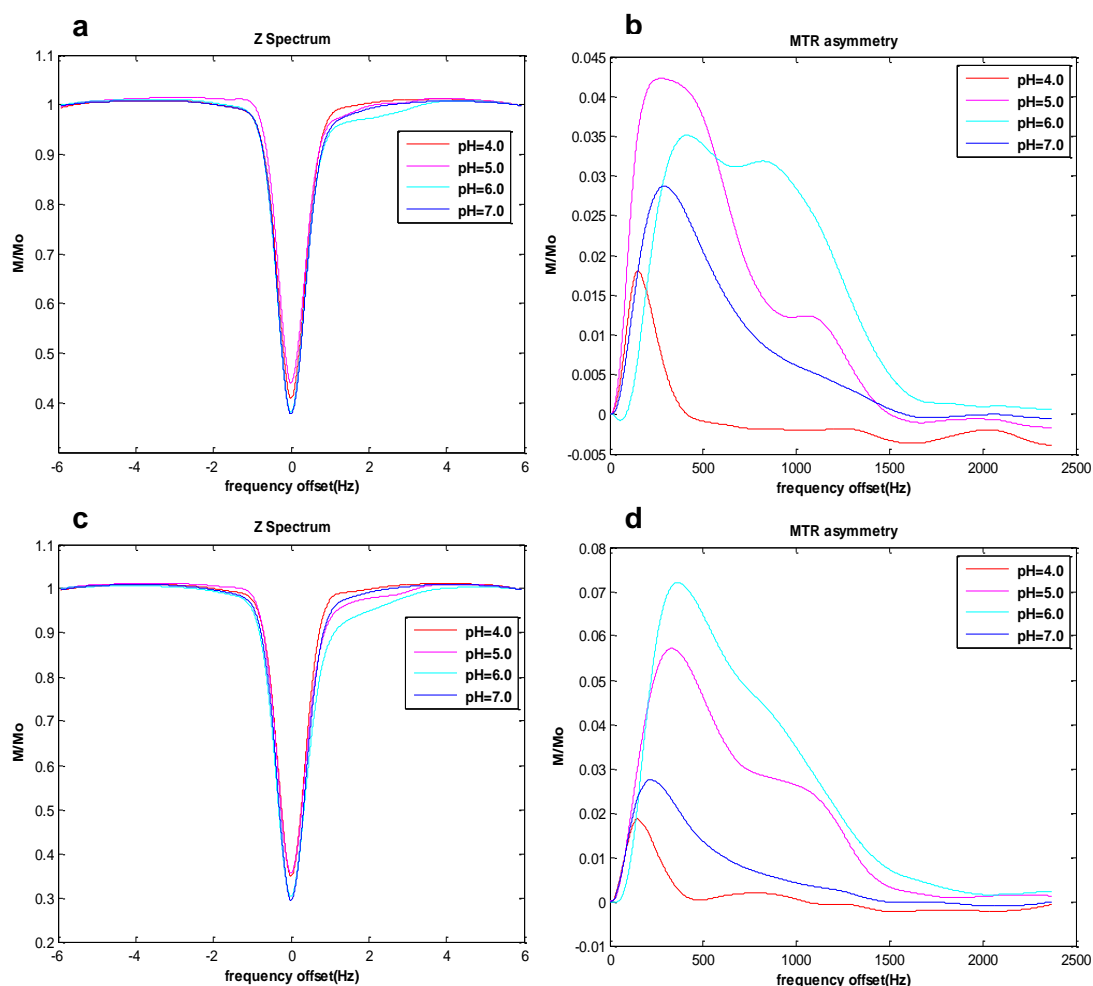 a
Z Spectrum
1.1
1
0.9
0.8
0.7
0.6
0.5
0.4
M/Mo
-6
-4
-2
0
2
4
6
frequency offset(Hz)
pH=4.0
pH=5.0
pH=6.0
pH=7.0
b
MTR asymmetry
0.045
0.04
0.035
0.03
0.025
0.02
0.015
0.01
0.005
0
-0.005
M/Mo
0
500
1000
1500
2000
2500
frequency offset(Hz)
pH=4.0
pH=5.0
pH=6.0
pH=7.0
c
Z Spectrum
1.1
1
0.9
0.8
0.7
0.6
0.5
0.4
0.3
0.2
M/Mo
-6
-4
-2
0
2
4
6
frequency offset(Hz)
pH=4.0
pH=5.0
pH=6.0
pH=7.0
d
MTR asymmetry
0.08
0.07
0.06
0.05
0.04
0.03
0.02
0.01
0
-0.01
M/Mo
0
500
1000
1500
2000
2500
frequency offset(Hz)
pH=4.0
pH=5.0
pH=6.0
pH=7.0